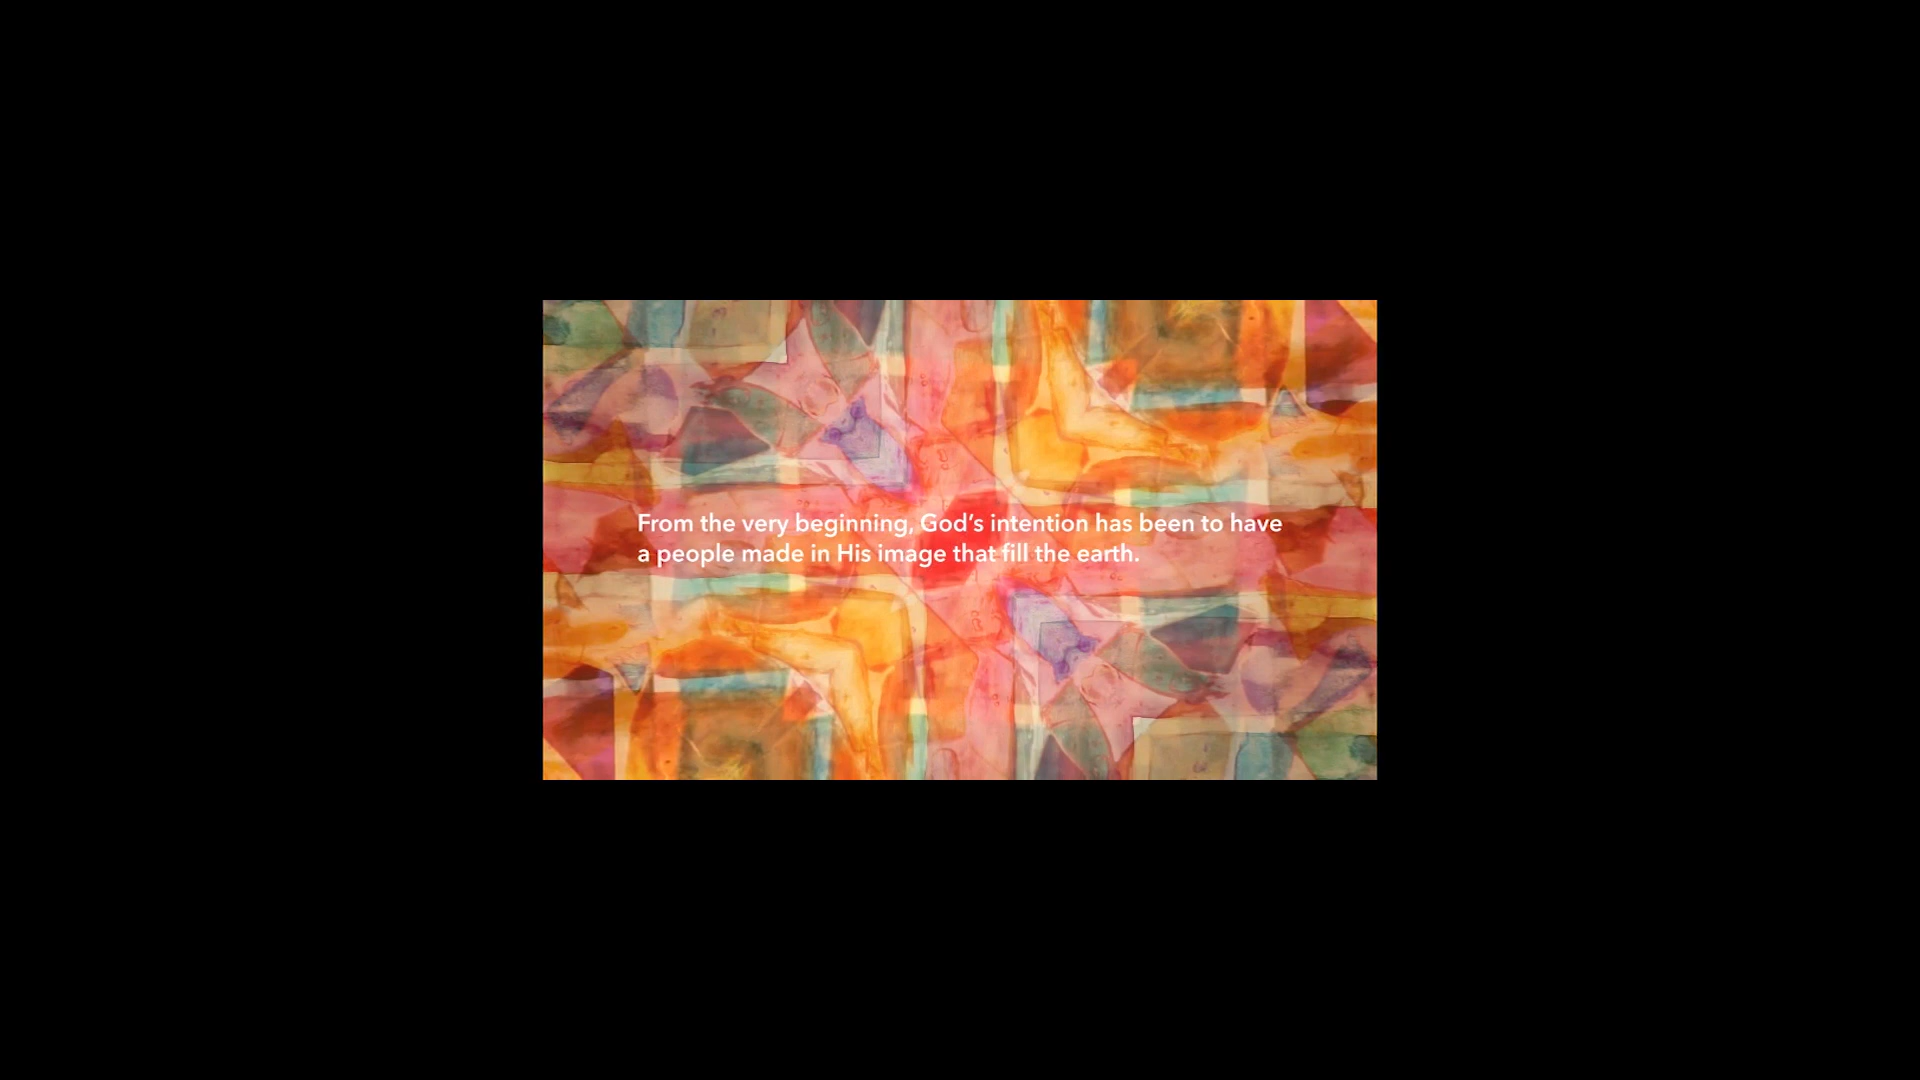 From the very beginning, God’s intention has been to have
a people made in His image that fill the earth.